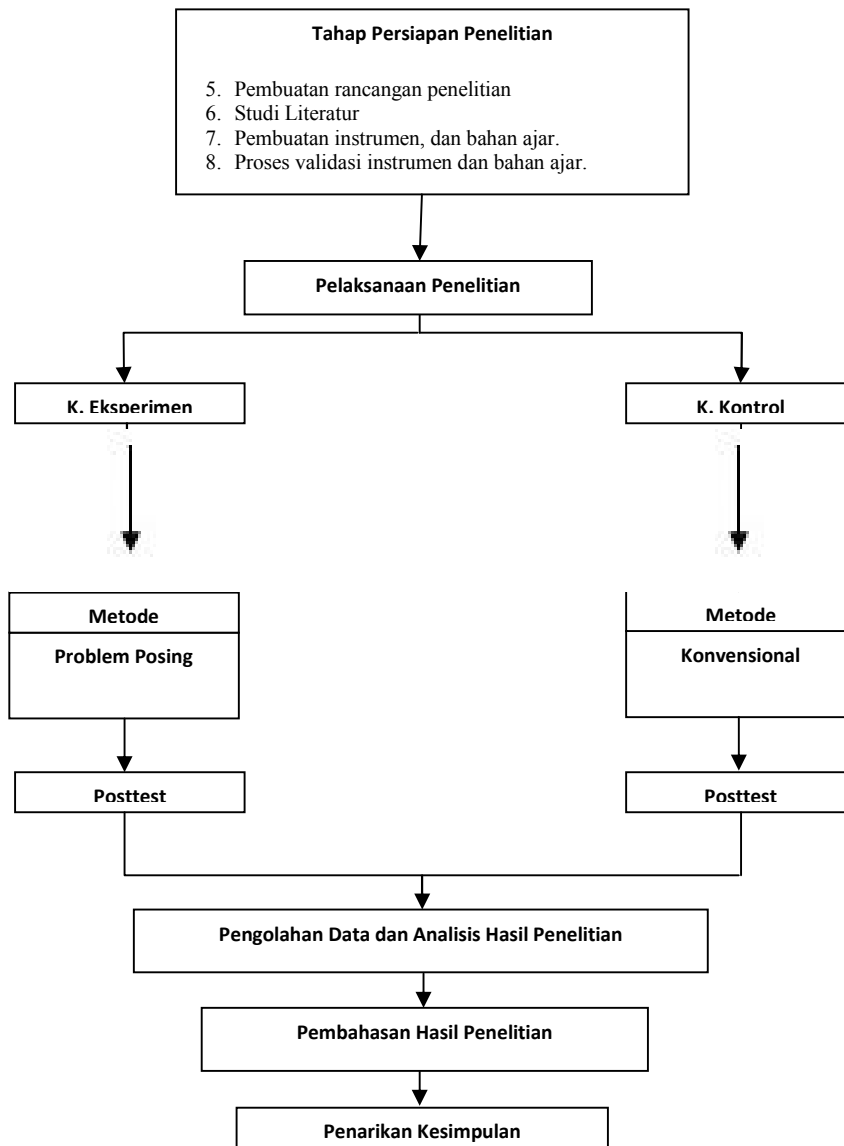 Tahap Persiapan Penelitian
5. Pembuatan rancangan penelitian
6. Studi Literatur
7. Pembuatan instrumen, dan bahan ajar.
8. Proses validasi instrumen dan bahan ajar.
Pelaksanaan Penelitian
K. Eksperimen
K. Kontrol
Metode
Problem Posing
Metode
Konvensional
Posttest
Posttest
Pengolahan Data dan Analisis Hasil Penelitian
Pembahasan Hasil Penelitian
Penarikan Kesimpulan